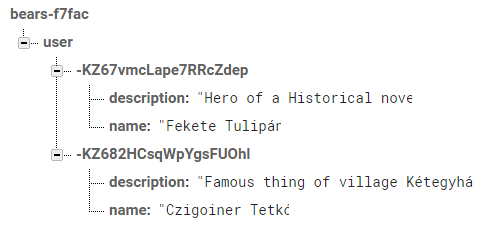 bears-f7fac
user
-KZ67vmcLape7RRcZdep
description: "Hero of a Historical nove
name: "Fekete Tulipár
-KZ682HCsqWpYgsFUOhl
description: "Famous thing of village Kétegyhá
name: "Czigoiner Tetkó